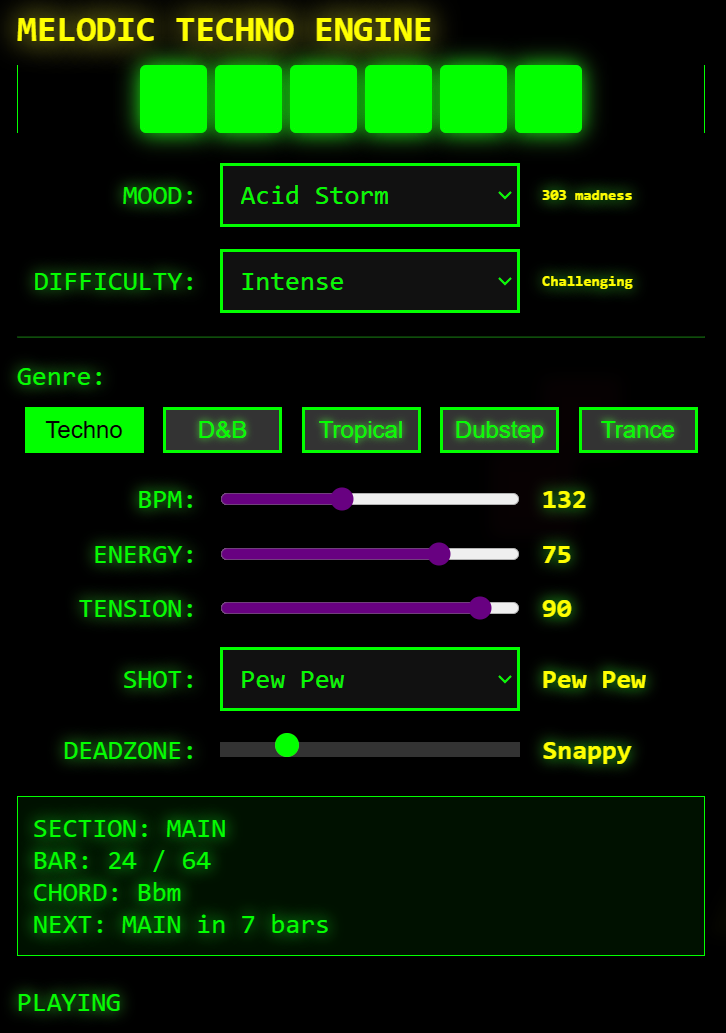 MELODIC TECHNO ENGINE
MOOD: Acid Storm 303 madness
DIFFICULTY: Intense Challenging
Genre:
Techno D&B Tropical Dubstep Trance
BPM: 132
ENERGY: 75
TENSION: 90
SHOT: Pew Pew Pew Pew
DEADZONE: Snappy
SECTION: MAIN
BAR: 24 / 64
CHORD: Bbm
NEXT: MAIN in 7 bars
PLAYING